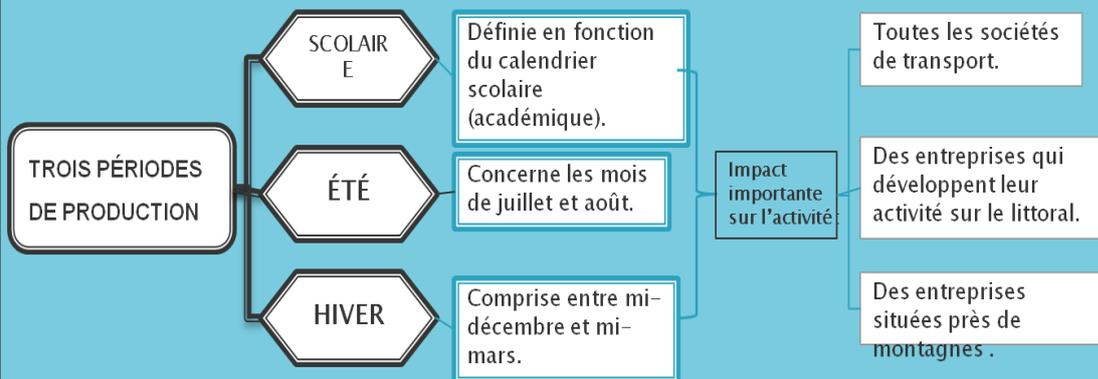 TROIS PÉRIODES
DE PRODUCTION
SCOLAIR
E
Définie en fonction
du calendrier
scolaire
(académique).
ÉTÉ
Concerne les mois
de juillet et août.
HIVER
Comprise entre mi-
décembre et mi-
mars.
Impact
importante
sur l'activité:
Toutes les sociétés
de transport.
Des entreprises qui
développent leur
activité sur le littoral.
Des entreprises
situées près de
montagnes .